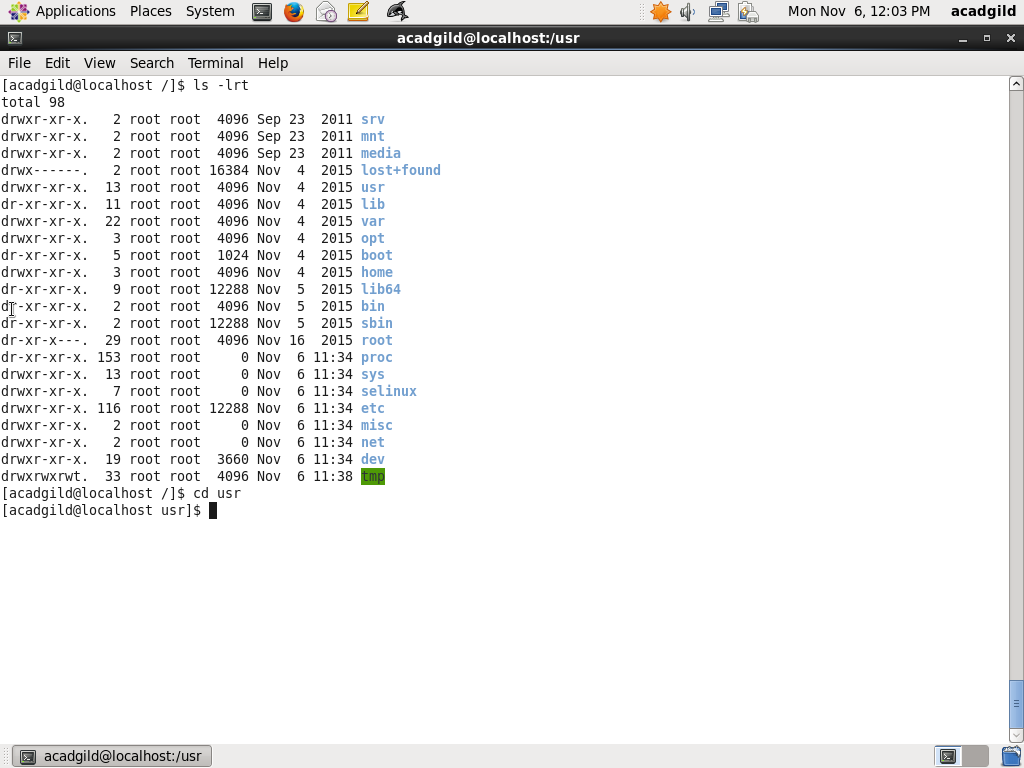 Applications Places System Mon Nov 6, 12:03 PM acadgild
acadgild@localhost:/usr
File Edit View Search Terminal Help
[acadgild@localhost /]$ ls -lrt
total 98
drwxr-xr-x.   2 root root  4096 Sep 23  2011 srv
drwxr-xr-x.   2 root root  4096 Sep 23  2011 mnt
drwxr-xr-x.   2 root root  4096 Sep 23  2011 media
drwx------.   2 root root 16384 Nov  4  2015 lost+found
drwxr-xr-x.  13 root root  4096 Nov  4  2015 usr
dr-xr-xr-x.  11 root root  4096 Nov  4  2015 lib
drwxr-xr-x.  22 root root  4096 Nov  4  2015 var
drwxr-xr-x.   3 root root  4096 Nov  4  2015 opt
dr-xr-xr-x.   5 root root  1024 Nov  4  2015 boot
drwxr-xr-x.   3 root root  4096 Nov  4  2015 home
dr-xr-xr-x.   9 root root 12288 Nov  5  2015 lib64
dr-xr-xr-x.   2 root root  4096 Nov  5  2015 bin
dr-xr-xr-x.   2 root root 12288 Nov  5  2015 sbin
dr-xr-x---.  29 root root  4096 Nov 16  2015 root
dr-xr-xr-x. 153 root root     0 Nov  6 11:34 proc
drwxr-xr-x.  13 root root     0 Nov  6 11:34 sys
drwxr-xr-x.   7 root root     0 Nov  6 11:34 selinux
drwxr-xr-x. 116 root root 12288 Nov  6 11:34 etc
drwxr-xr-x.   2 root root     0 Nov  6 11:34 misc
drwxr-xr-x.   2 root root     0 Nov  6 11:34 net
drwxr-xr-x.  19 root root  3660 Nov  6 11:34 dev
drwxrwxrwt.  33 root root  4096 Nov  6 11:38 tmp
[acadgild@localhost /]$ cd usr
[acadgild@localhost usr]$
acadgild@localhost:/usr